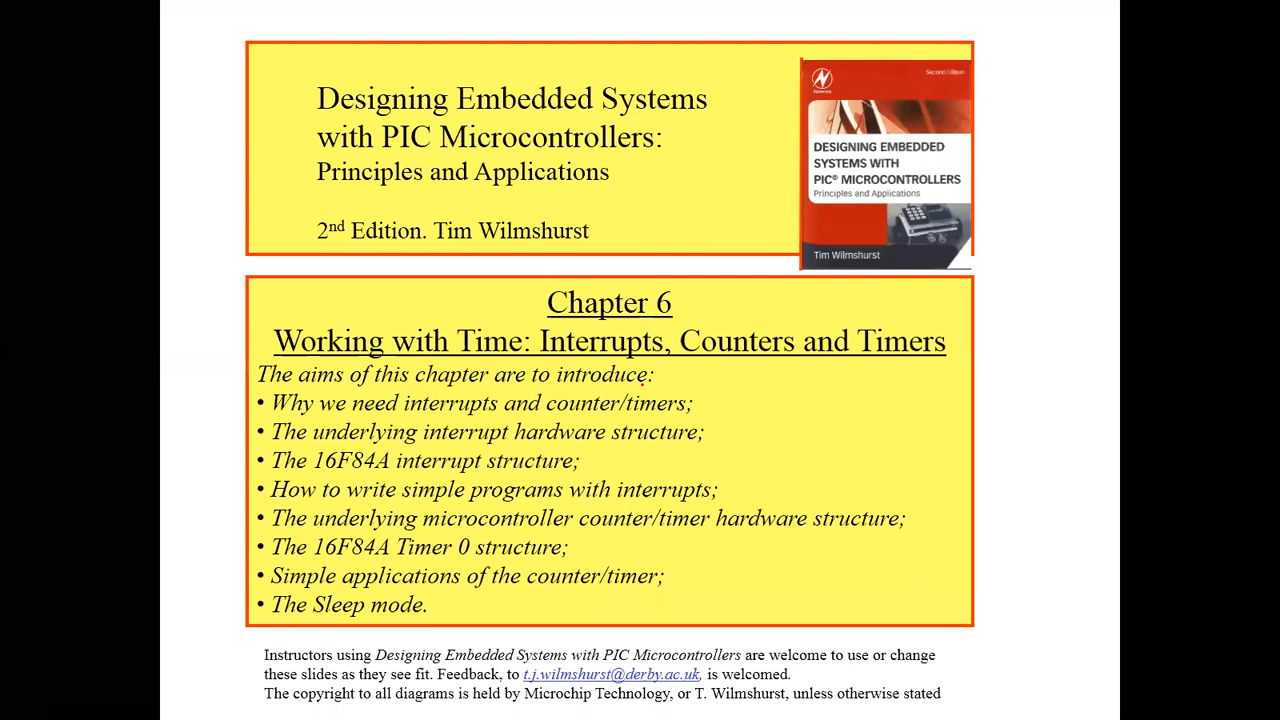 Designing Embedded Systems
with PIC Microcontrollers:
Principles and Applications
2nd Edition. Tim Wilmshurst
Second Edition
Newnes
DESIGNING EMBEDDED
SYSTEMS WITH
PIC® MICROCONTROLLERS
Principles and Applications
Tim Wilmshurst
Chapter 6
Working with Time: Interrupts, Counters and Timers
The aims of this chapter are to introduce:
• Why we need interrupts and counter/timers;
• The underlying interrupt hardware structure;
• The 16F84A interrupt structure;
• How to write simple programs with interrupts;
• The underlying microcontroller counter/timer hardware structure;
• The 16F84A Timer 0 structure;
• Simple applications of the counter/timer;
• The Sleep mode.
Instructors using Designing Embedded Systems with PIC Microcontrollers are welcome to use or change
these slides as they see fit. Feedback, to t.j.wilmshurst@derby.ac.uk, is welcomed.
The copyright to all diagrams is held by Microchip Technology, or T. Wilmshurst, unless otherwise stated